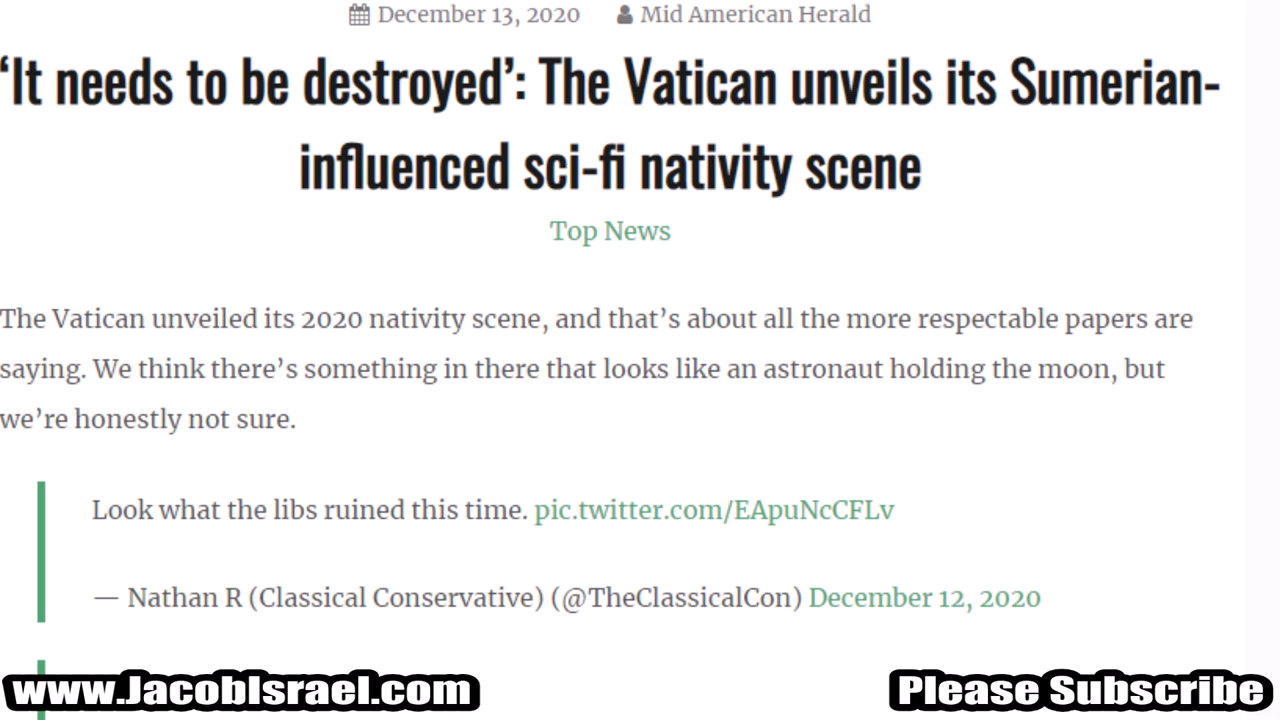 December 13, 2020 Mid American Herald
‘It needs to be destroyed’: The Vatican unveils its Sumerian-
influenced sci-fi nativity scene
Top News
The Vatican unveiled its 2020 nativity scene, and that’s about all the more respectable papers are
saying. We think there’s something in there that looks like an astronaut holding the moon, but
we’re honestly not sure.
Look what the libs ruined this time. pic.twitter.com/EApuNcCFLv
— Nathan R (Classical Conservative) (@TheClassicalCon) December 12, 2020
www.JacobIsrael.com Please Subscribe